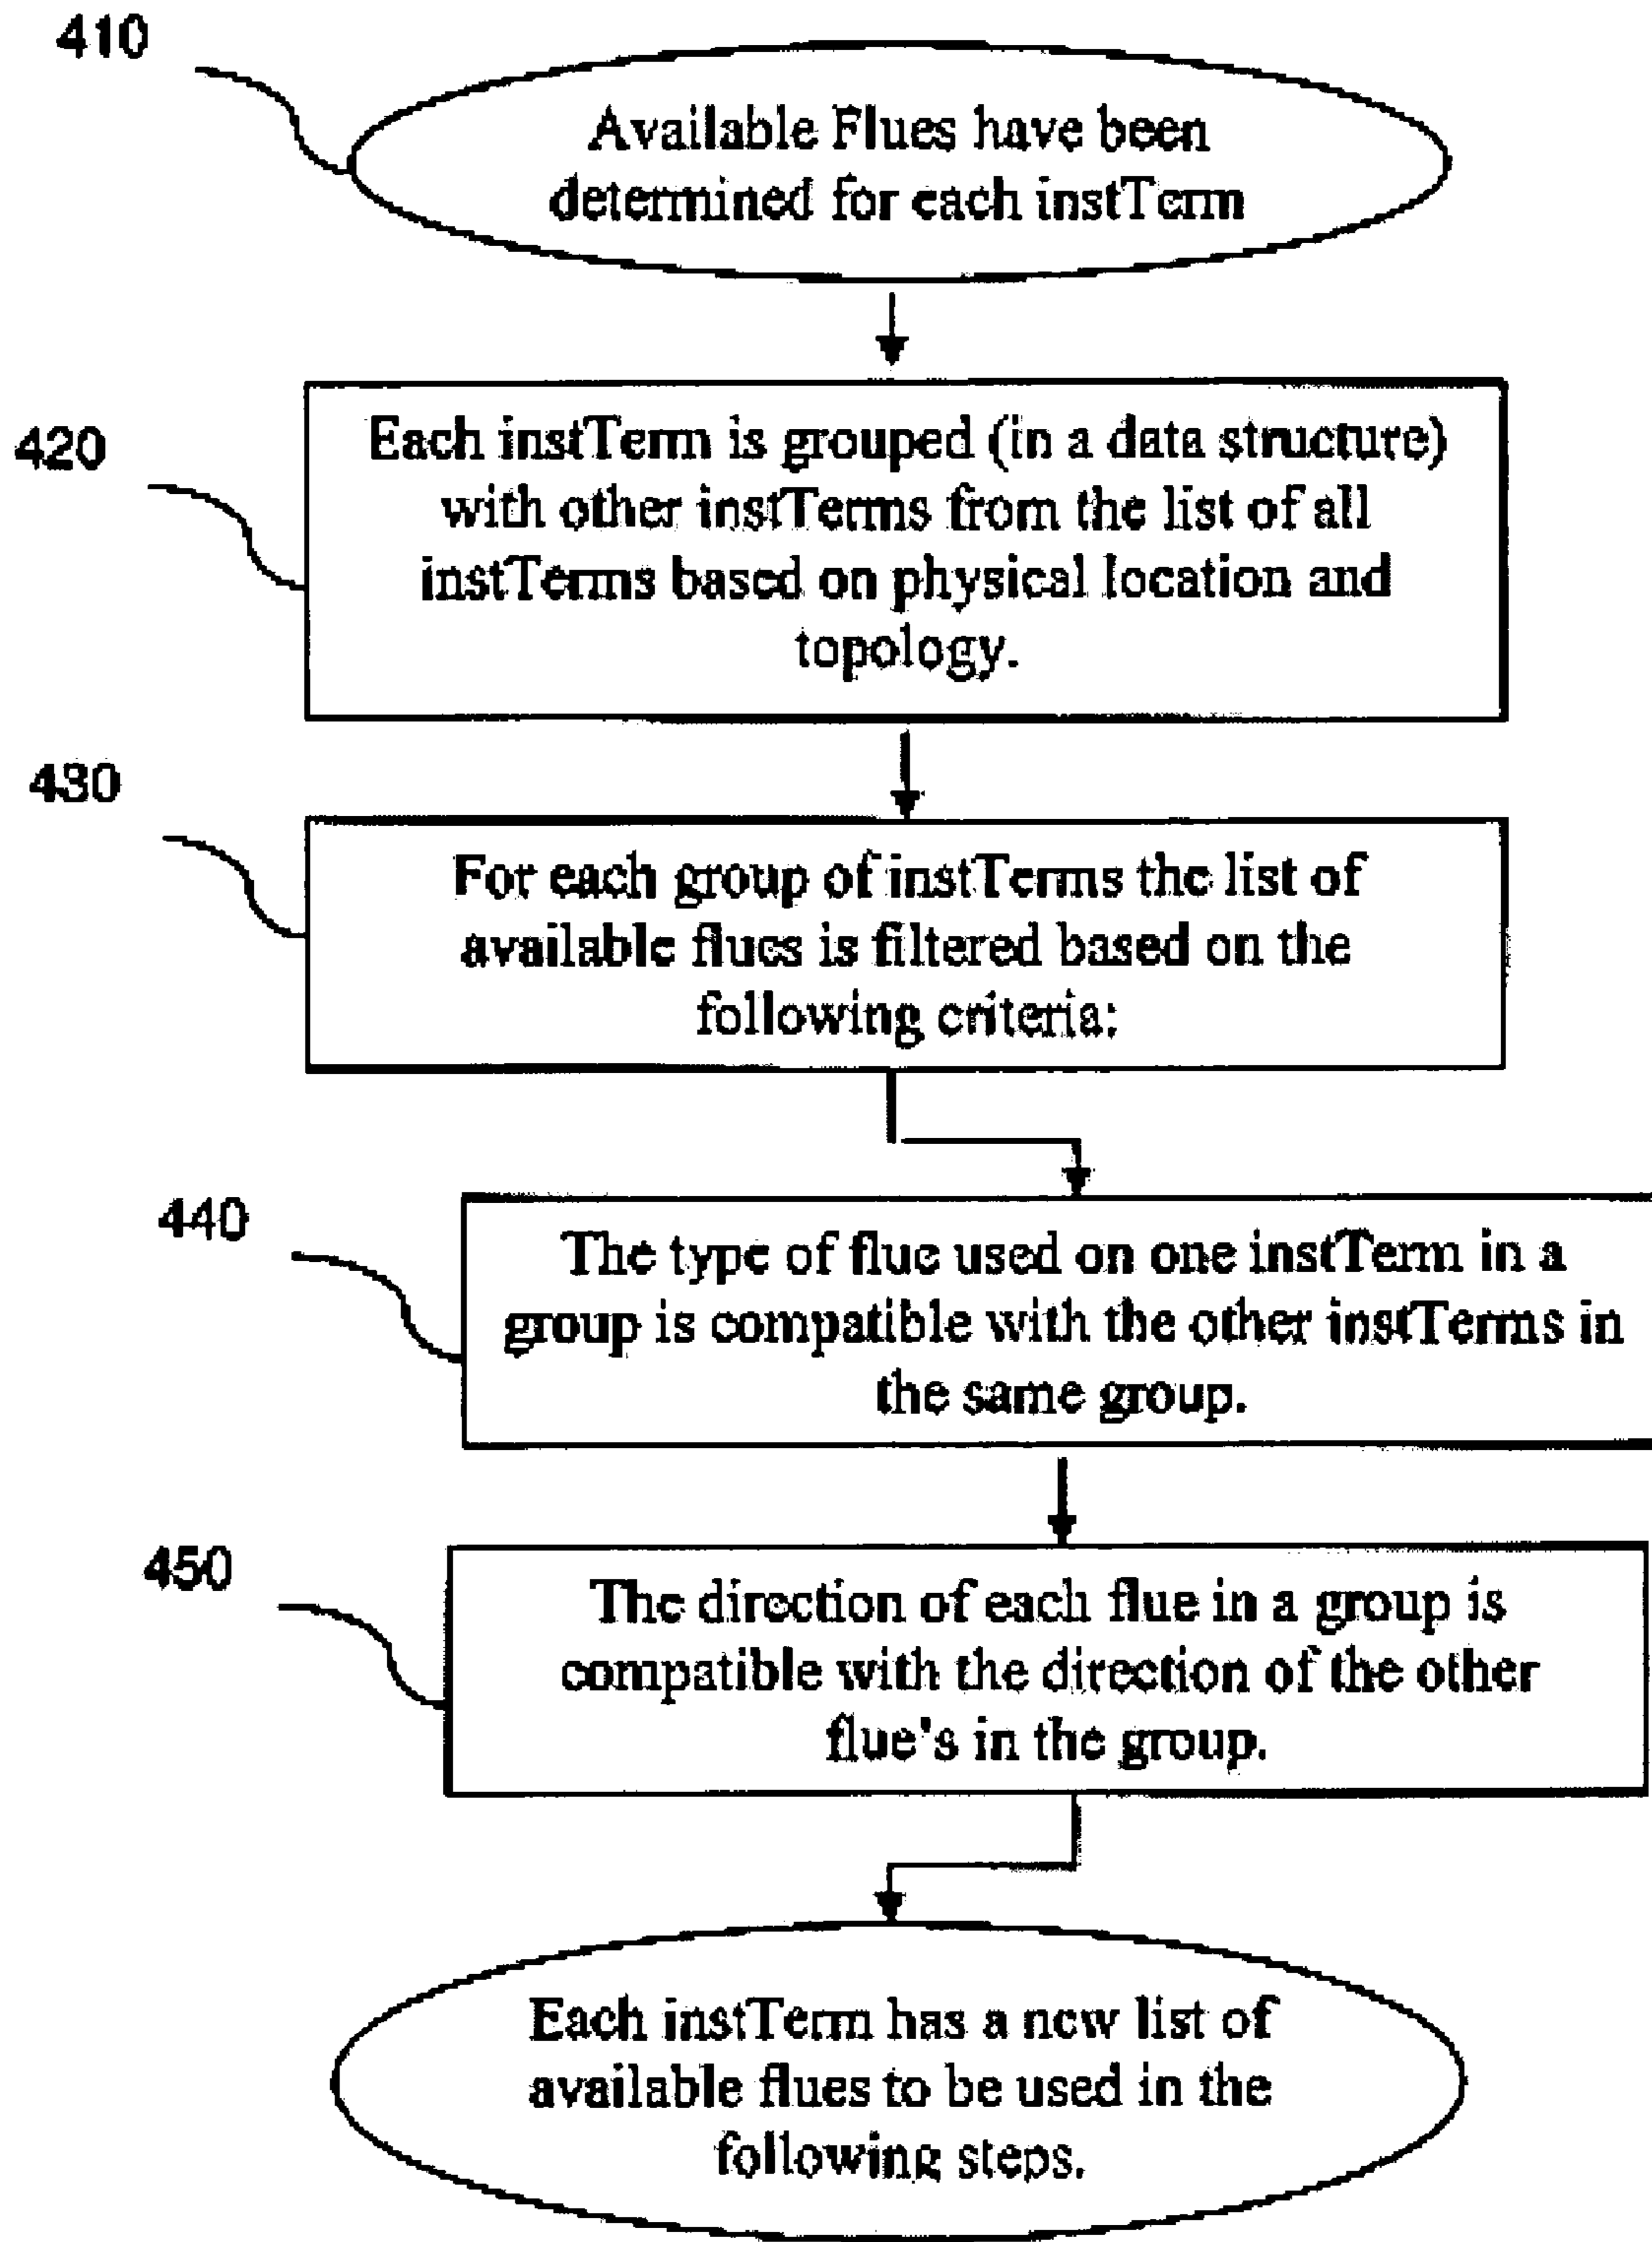 410
Available Flues have been
determined for each instTerm
420
Each instTerm is grouped (in a data structure)
with other instTerms from the list of all
instTerms based on physical location and
topology.
430
For each group of instTerms the list of
available flues is filtered based on the
following criteria:
440
The type of flue used on one instTerm in a
group is compatible with the other instTerms in
the same group.
450
The direction of each flue in a group is
compatible with the direction of the other
flue's in the group.
Each instTerm has a new list of
available flues to be used in the
following steps.